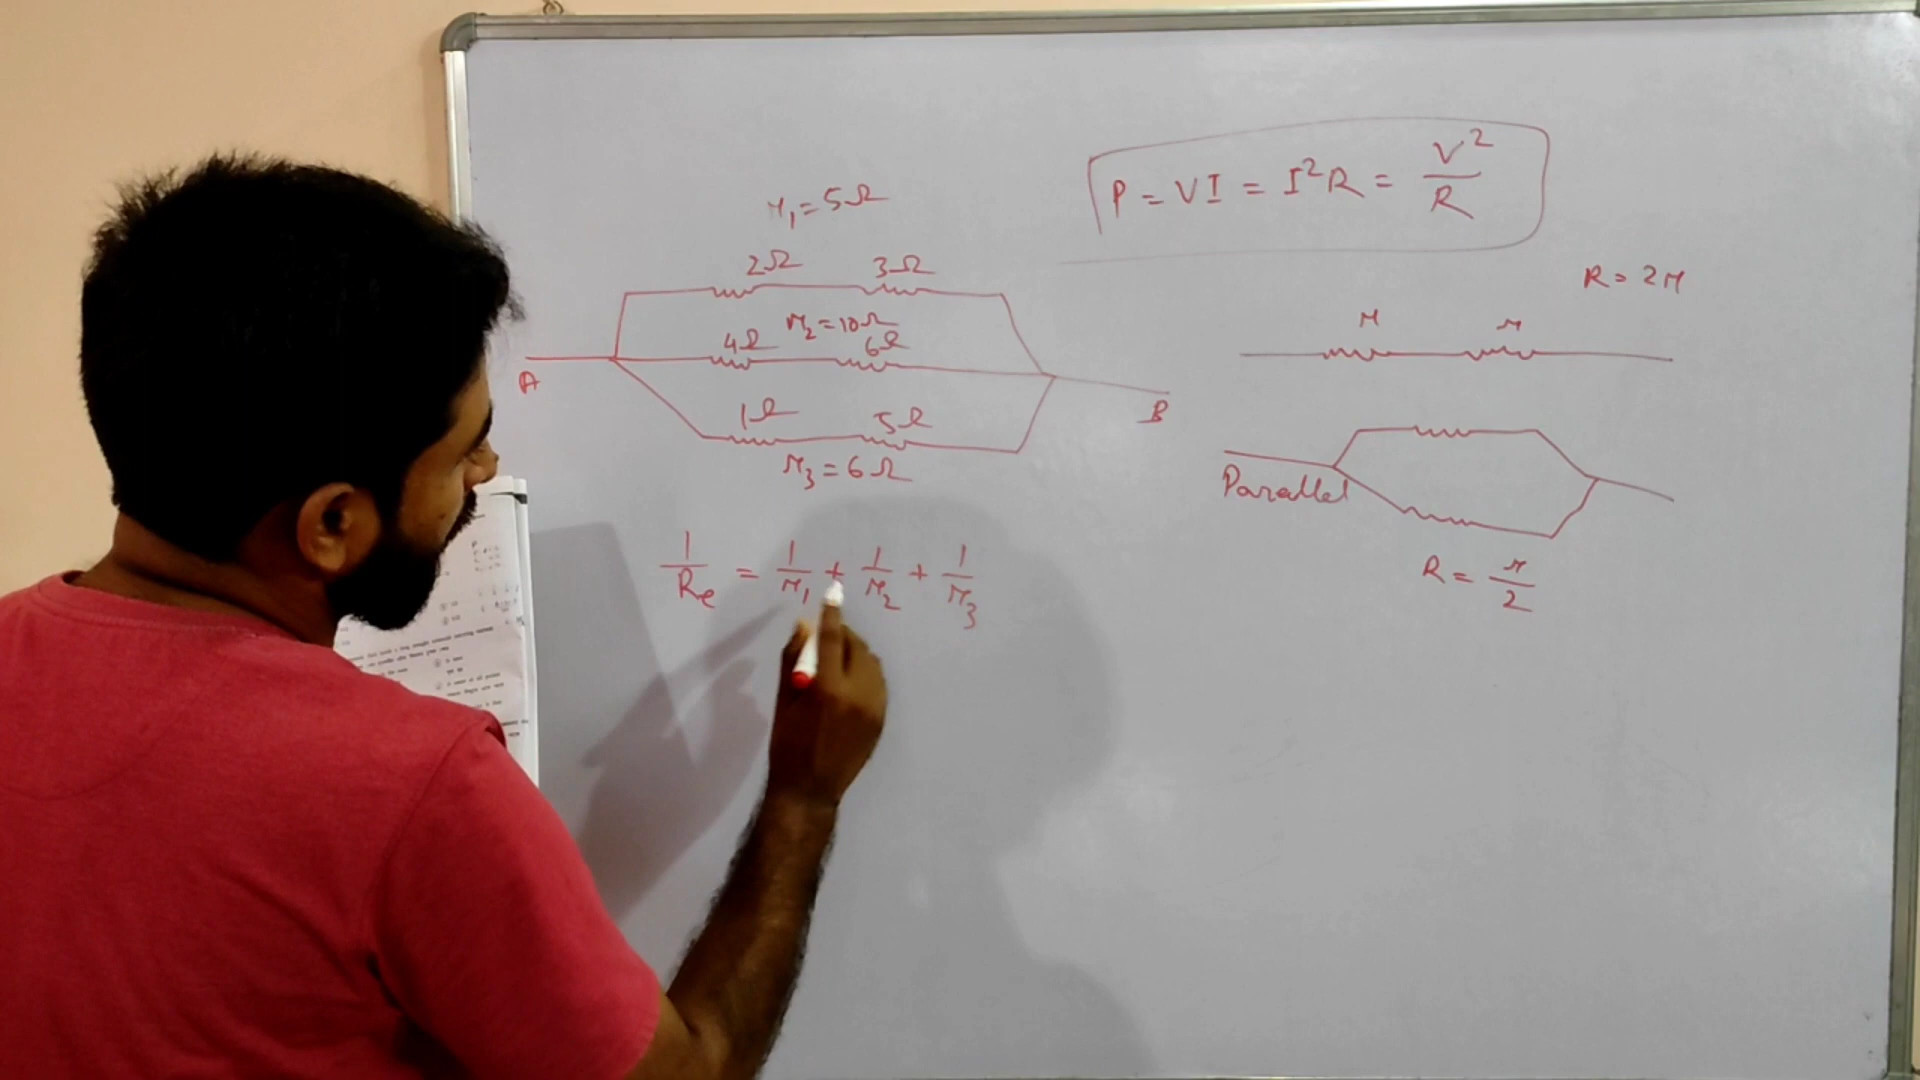 r₁ = 5Ω
2Ω 3Ω
r₂ = 10Ω
4Ω 6Ω
A
1Ω 5Ω
B
r₃ = 6Ω
1/Re = 1/r₁ + 1/r₂ + 1/r₃
P = VI = I²R = V²/R
R = 2r
r r
Parallel
R = r/2